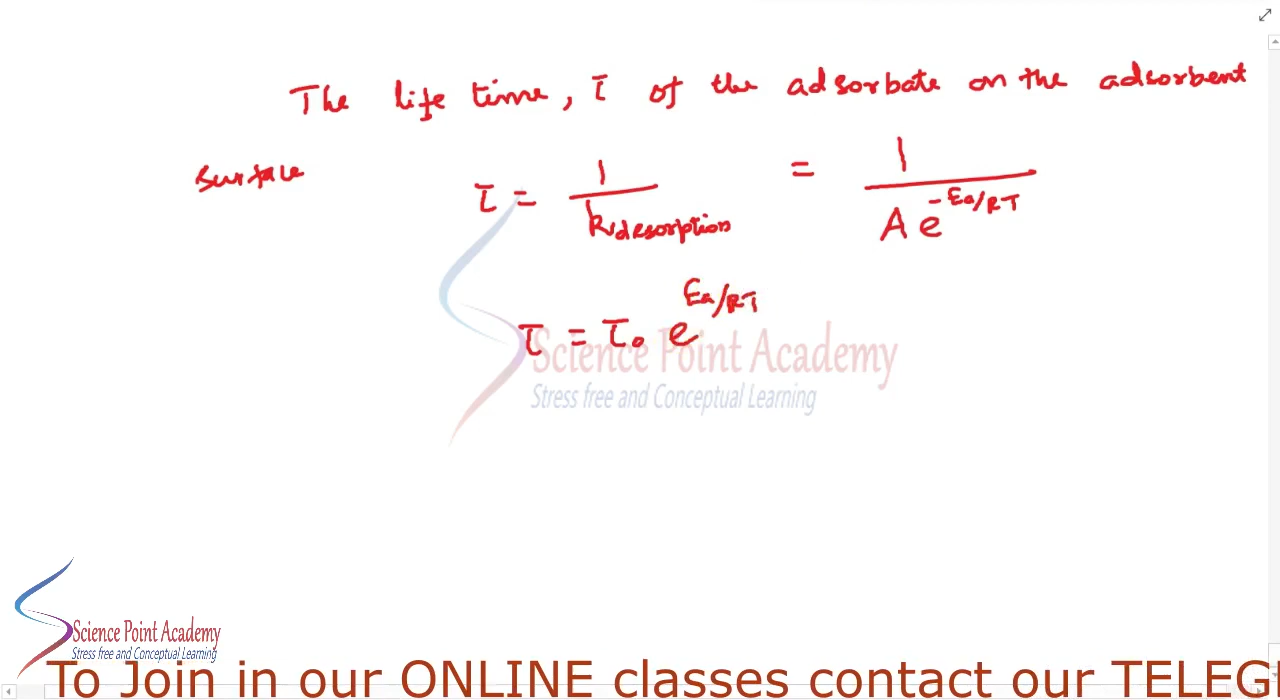 The life time, τ of the adsorbate on the adsorbent
surface
τ = 1/k_desorption = 1/(A e^(-Ea/RT))
τ = τ₀ e^(Ea/RT)
Science Point Academy
Stress free and Conceptual Learning
Science Point Academy
Stress free and Conceptual Learning
To Join in our ONLINE classes contact our TELEG